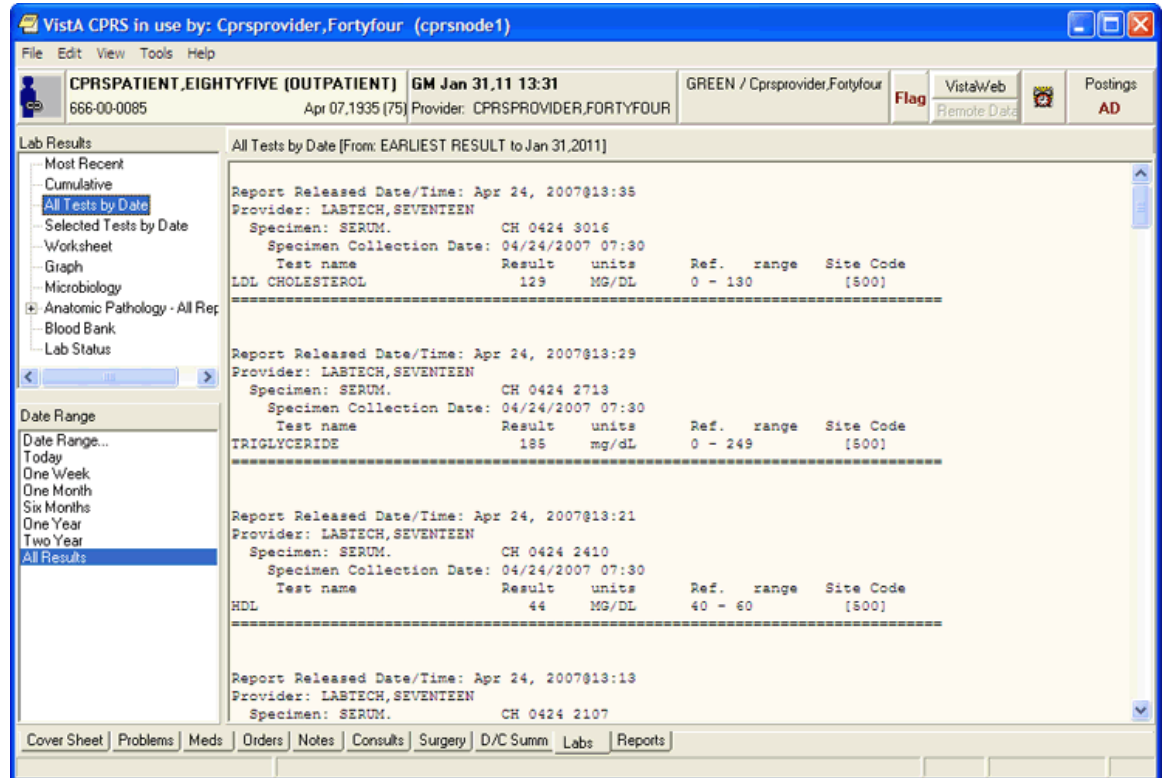 VistA CPRS in use by: Cprsprovider,Fortyfour (cprsnode1)
File Edit View Tools Help
CPRSPATIENT,EIGHTYFIVE (OUTPATIENT)
666-00-0085 Apr 07,1935 (75)
GM Jan 31,11 13:31
Provider: CPRSPROVIDER,FORTYFOUR
GREEN / Cprsprovider,Fortyfour
Flag
VistaWeb
Remote Data
Postings
AD
Lab Results
Most Recent
Cumulative
All Tests by Date
Selected Tests by Date
Worksheet
Graph
Microbiology
Anatomic Pathology - All Rep
Blood Bank
Lab Status
Date Range
Date Range...
Today
One Week
One Month
Six Months
One Year
Two Year
All Results
All Tests by Date [From: EARLIEST RESULT to Jan 31,2011]
Report Released Date/Time: Apr 24, 2007@13:35
Provider: LABTECH,SEVENTEEN
Specimen: SERUM. CH 0424 3016
Specimen Collection Date: 04/24/2007 07:30
Test name Result units Ref. range Site Code
LDL CHOLESTEROL 129 MG/DL 0 - 130 [500]
===============================================================================
Report Released Date/Time: Apr 24, 2007@13:29
Provider: LABTECH,SEVENTEEN
Specimen: SERUM. CH 0424 2713
Specimen Collection Date: 04/24/2007 07:30
Test name Result units Ref. range Site Code
TRIGLYCERIDE 185 mg/dL 0 - 249 [500]
===============================================================================
Report Released Date/Time: Apr 24, 2007@13:21
Provider: LABTECH,SEVENTEEN
Specimen: SERUM. CH 0424 2410
Specimen Collection Date: 04/24/2007 07:30
Test name Result units Ref. range Site Code
HDL 44 MG/DL 40 - 60 [500]
===============================================================================
Report Released Date/Time: Apr 24, 2007@13:13
Provider: LABTECH,SEVENTEEN
Specimen: SERUM. CH 0424 2107
Cover Sheet Problems Meds Orders Notes Consults Surgery D/C Summ Labs Reports